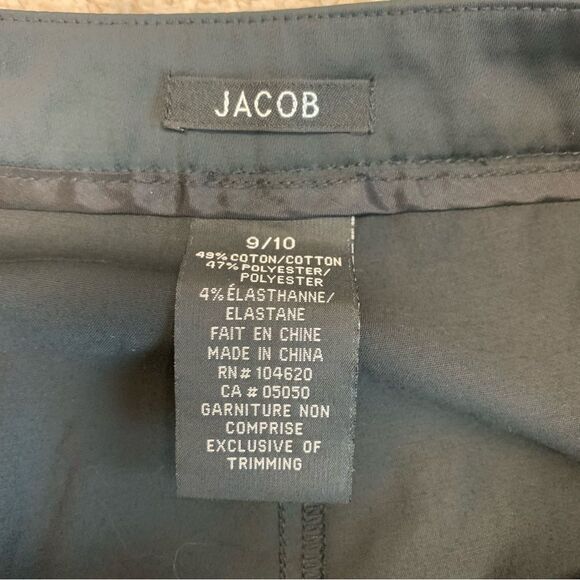 JACOB
9/10
49% COTON/COTTON
47% POLYESTER/
POLYESTER
4% ÉLASTHANNE/
ELASTANE
FAIT EN CHINE
MADE IN CHINA
RN# 104620
CA # 05050
GARNITURE NON
COMPRISE
EXCLUSIVE OF
TRIMMING